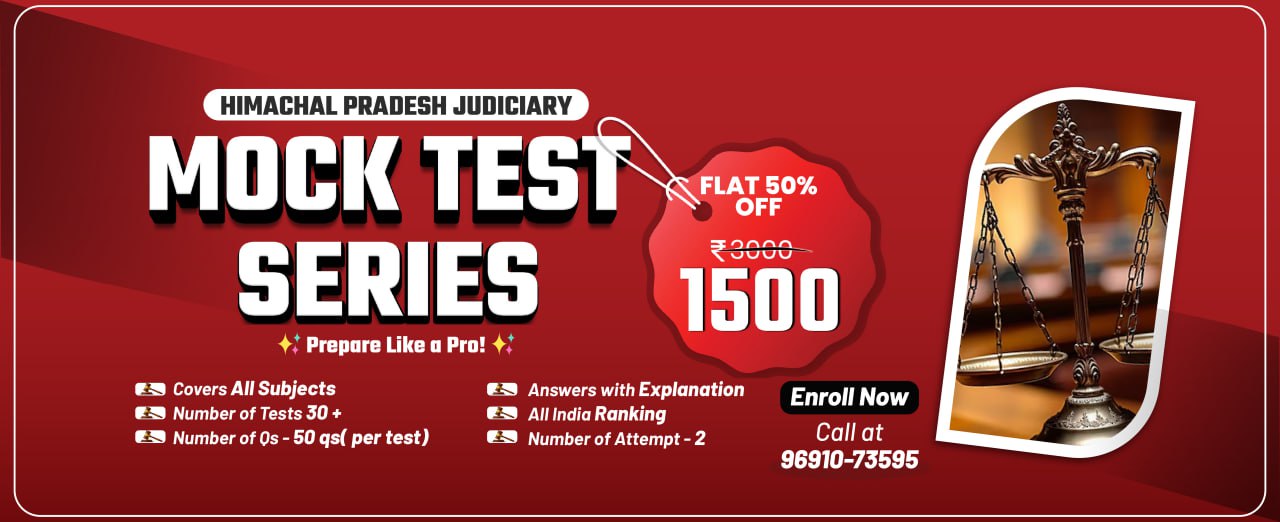 HIMACHAL PRADESH JUDICIARY
MOCK TEST
SERIES
Prepare Like a Pro!
FLAT 50%
OFF
₹3000
1500
Covers All Subjects
Number of Tests 30 +
Number of Qs - 50 qs( per test)
Answers with Explanation
All India Ranking
Number of Attempt - 2
Enroll Now
Call at
96910-73595